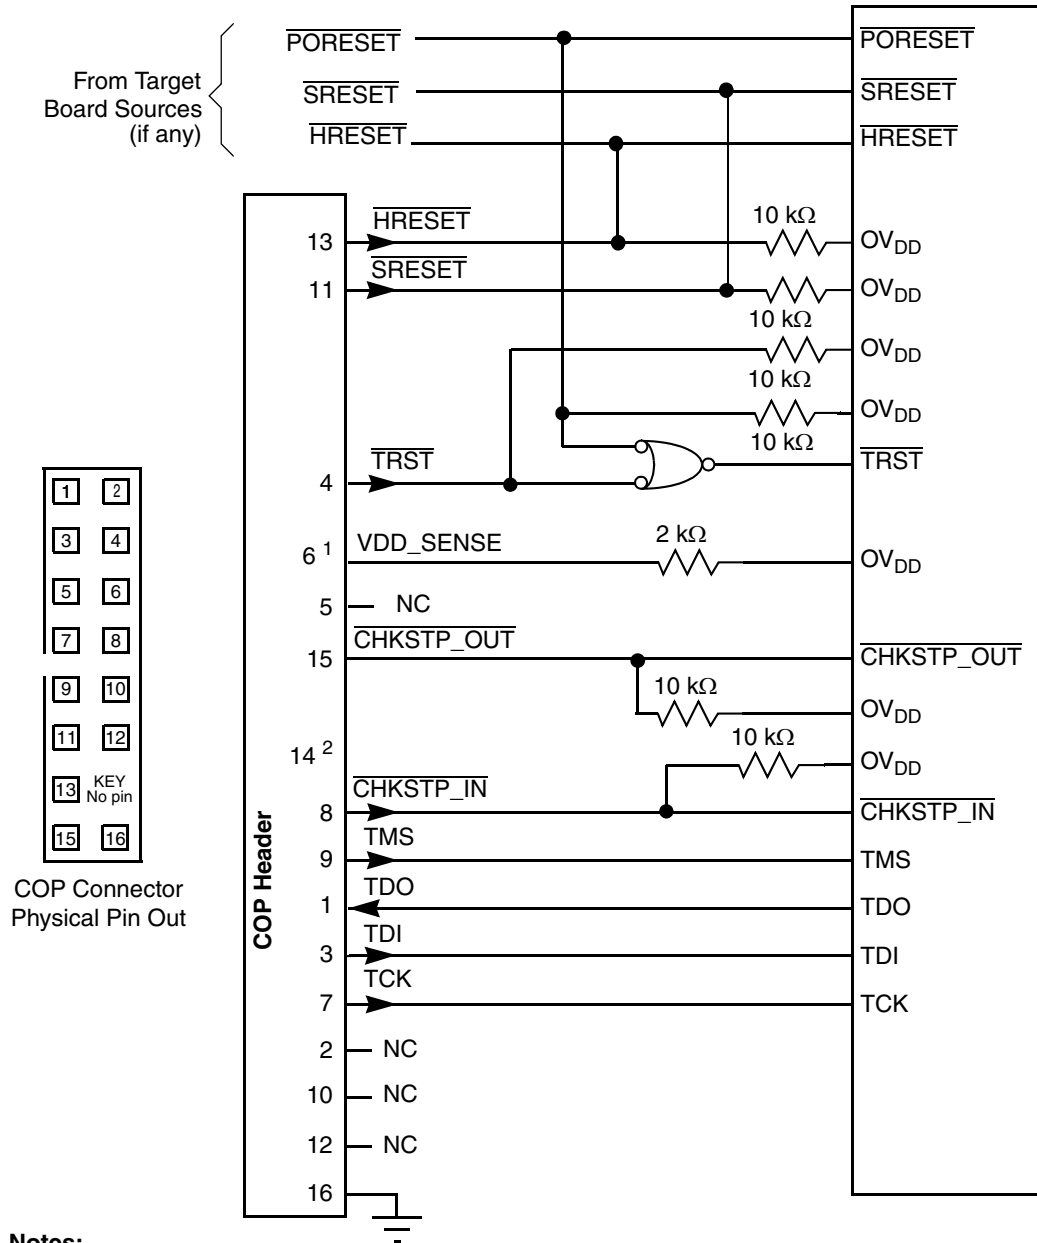 PORESET
PORESET
From Target
Board Sources
(if any)
SRESET
SRESET
HRESET
HRESET
13
HRESET
10 kΩ
OVDD
11
SRESET
10 kΩ
OVDD
10 kΩ
OVDD
10 kΩ
OVDD
4
TRST
TRST
6 1
VDD_SENSE
2 kΩ
OVDD
5
NC
15
CHKSTP_OUT
CHKSTP_OUT
10 kΩ
OVDD
14 2
10 kΩ
OVDD
8
CHKSTP_IN
CHKSTP_IN
9
TMS
TMS
1
TDO
TDO
3
TDI
TDI
7
TCK
TCK
2
NC
10
NC
12
NC
16
COP Header
1 2
3 4
5 6
7 8
9 10
11 12
13 KEY
No pin
15 16
COP Connector
Physical Pin Out
Notes: